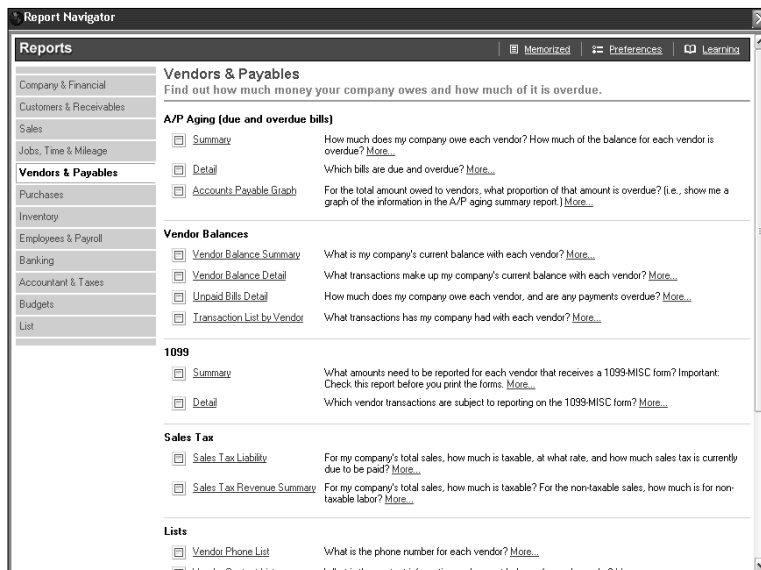 Report Navigator
Reports
Memorized
Preferences
Learning
Company & Financial
Customers & Receivables
Sales
Jobs, Time & Mileage
Vendors & Payables
Purchases
Inventory
Employees & Payroll
Banking
Accountant & Taxes
Budgets
List
Vendors & Payables
Find out how much money your company owes and how much of it is overdue.
A/P Aging (due and overdue bills)
Summary
How much does my company owe each vendor? How much of the balance for each vendor is
overdue? More...
Detail
Which bills are due and overdue? More...
Accounts Payable Graph
For the total amount owed to vendors, what proportion of that amount is overdue? (i.e., show me a
graph of the information in the A/P aging summary report.) More...
Vendor Balances
Vendor Balance Summary
What is my company's current balance with each vendor? More...
Vendor Balance Detail
What transactions make up my company's current balance with each vendor? More...
Unpaid Bills Detail
How much does my company owe each vendor, and are any payments overdue? More...
Transaction List by Vendor
What transactions has my company had with each vendor? More...
1099
Summary
What amounts need to be reported for each vendor that receives a 1099-MISC form? Important:
Check this report before you print the forms. More...
Detail
Which vendor transactions are subject to reporting on the 1099-MISC form? More...
Sales Tax
Sales Tax Liability
For my company's total sales, how much is taxable, at what rate, and how much sales tax is currently
due to be paid? More...
Sales Tax Revenue Summary
For my company's total sales, how much is taxable? For the non-taxable sales, how much is for non-
taxable labor? More...
Lists
Vendor Phone List
What is the phone number for each vendor? More...